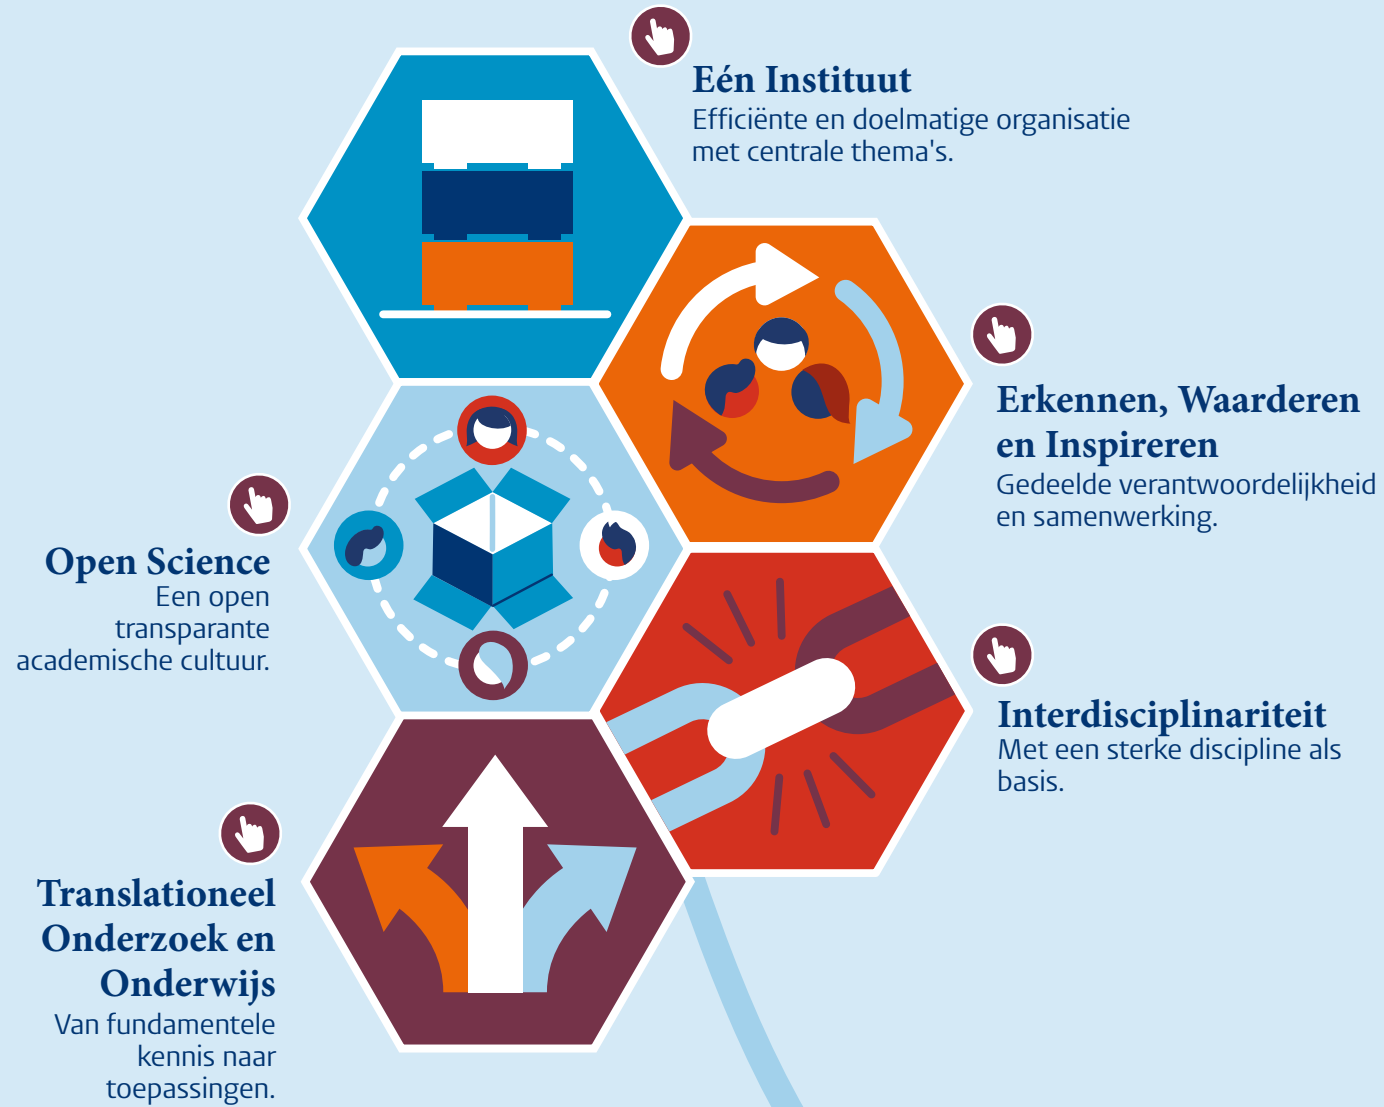 Eén Instituut
Efficiënte en doelmatige organisatie
met centrale thema's.
Erkennen, Waarderen
en Inspireren
Gedeelde verantwoordelijkheid
en samenwerking.
Open Science
Een open
transparante
academische cultuur.
Interdisciplinariteit
Met een sterke discipline als
basis.
Translationeel
Onderzoek en
Onderwijs
Van fundamentele
kennis naar
toepassingen.